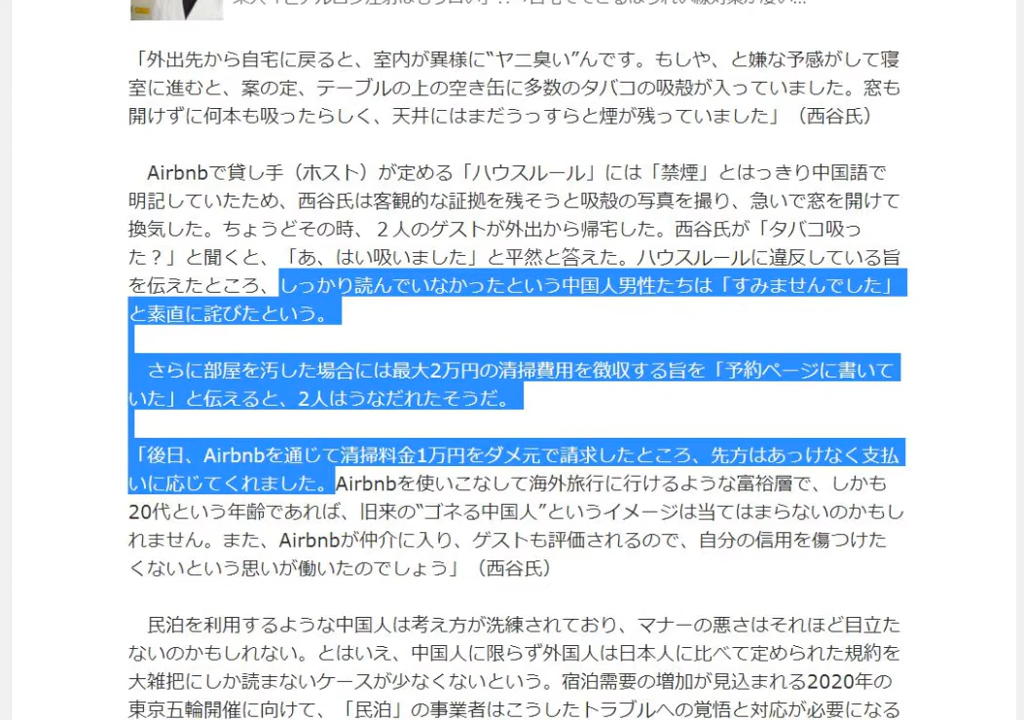 「外出先から自宅に戻ると、室内が異様に“ヤニ臭い”んです。もしや、と嫌な予感がして寝
室に進むと、案の定、テーブルの上の空き缶に多数のタバコの吸殻が入っていました。窓も
開けずに何本も吸ったらしく、天井にはまだうっすらと煙が残っていました」（西谷氏）
Airbnbで貸し手（ホスト）が定める「ハウスルール」には「禁煙」とはっきり中国語で
明記していたため、西谷氏は客観的な証拠を残そうと吸殻の写真を撮り、急いで窓を開けて
換気した。ちょうどその時、２人のゲストが外出から帰宅した。西谷氏が「タバコ吸っ
た？」と聞くと、「あ、はい吸いました」と平然と答えた。ハウスルールに違反している旨
を伝えたところ、しっかり読んでいなかったという中国人男性たちは「すみませんでした」
と素直に詫びたという。
さらに部屋を汚した場合には最大2万円の清掃費用を徴収する旨を「予約ページに書いて
いた」と伝えると、2人はうなだれたそうだ。
「後日、Airbnbを通じて清掃料金1万円をダメ元で請求したところ、先方はあっけなく支払
いに応じてくれました。Airbnbを使いこなして海外旅行に行けるような富裕層で、しかも
20代という年齢であれば、旧来の“ゴネる中国人”というイメージは当てはまらないのかもし
れません。また、Airbnbが仲介に入り、ゲストも評価されるので、自分の信用を傷つけた
くないという思いが働いたのでしょう」（西谷氏）
民泊を利用するような中国人は考え方が洗練されており、マナーの悪さはそれほど目立た
ないのかもしれない。とはいえ、中国人に限らず外国人は日本人に比べて定められた規約を
大雑把にしか読まないケースが少なくないという。宿泊需要の増加が見込まれる2020年の
東京五輪開催に向けて、「民泊」の事業者はこうしたトラブルへの覚悟と対応が必要になる